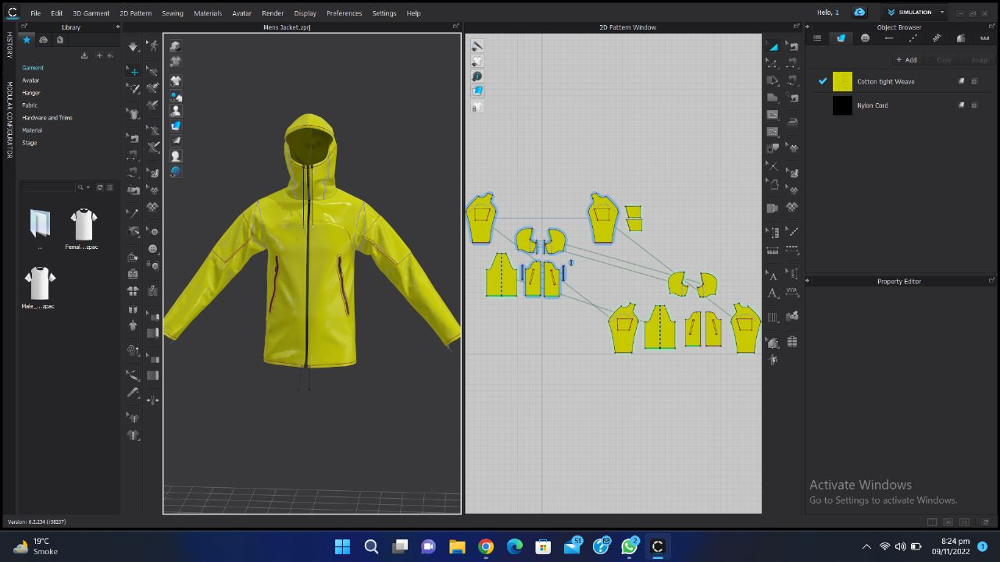 File Edit 3D Garment 2D Pattern Sewing Materials Avatar Render Display Preferences Settings Help
Hello, 1
SIMULATION
HISTORY
MODULAR CONFIGURATOR
Library
Garment
Avatar
Hanger
Fabric
Hardware and Trims
Material
Stage
..
Femal...zpac
Male_...zpac
Mens Jacket.zprj
2D Pattern Window
Object Browser
+ Add Copy Assign
Cotton tight Weave
Nylon Cord
Property Editor
Activate Windows
Go to Settings to activate Windows.
Version: 6.2.234 (r38207)
19°C
Smoke
51
2
8:24 pm
09/11/2022
1